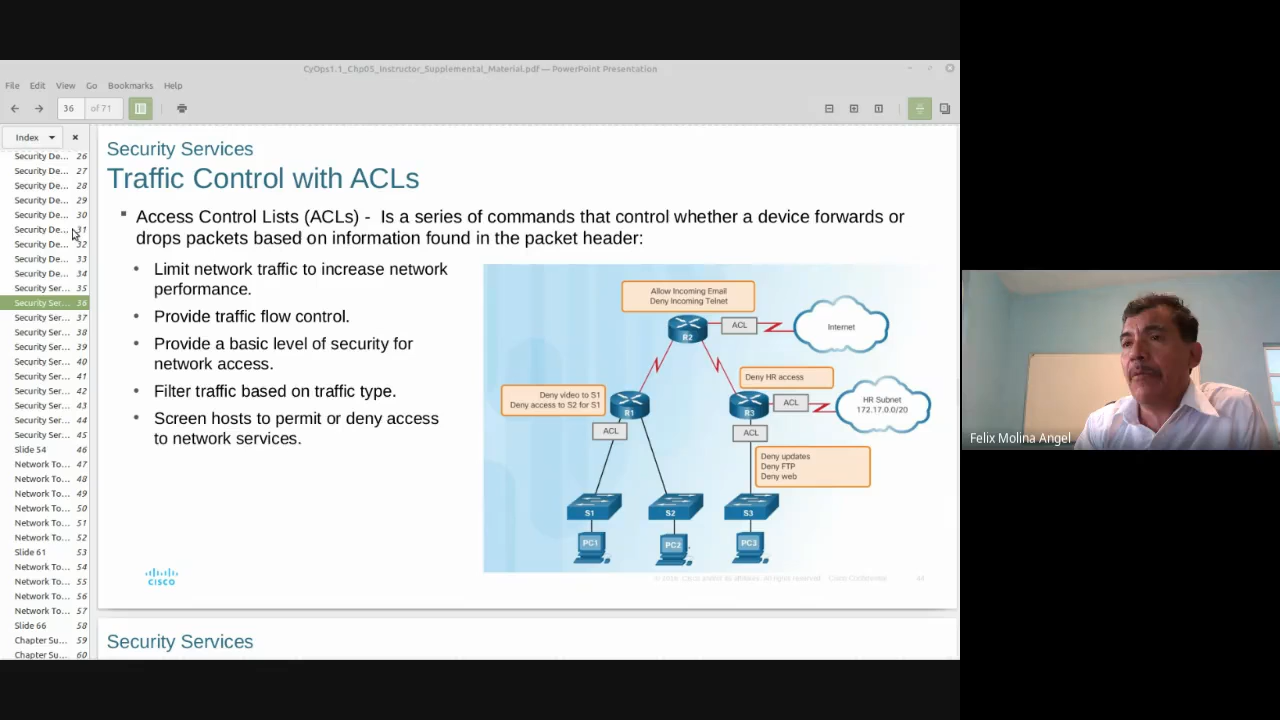 CyOps1.1_Chp05_Instructor_Supplemental_Material.pdf — PowerPoint Presentation
File Edit View Go Bookmarks Help
36 of 71
Index
Security De... 26
Security De... 27
Security De... 28
Security De... 29
Security De... 30
Security De... 31
Security De... 32
Security De... 33
Security De... 34
Security Ser... 35
Security Ser... 36
Security Ser... 37
Security Ser... 38
Security Ser... 39
Security Ser... 40
Security Ser... 41
Security Ser... 42
Security Ser... 43
Security Ser... 44
Security Ser... 45
Slide 54 46
Network To... 47
Network To... 48
Network To... 49
Network To... 50
Network To... 51
Network To... 52
Slide 61 53
Network To... 54
Network To... 55
Network To... 56
Network To... 57
Slide 66 58
Chapter Su... 59
Chapter Su... 60
Security Services
Traffic Control with ACLs
Access Control Lists (ACLs) - Is a series of commands that control whether a device forwards or
drops packets based on information found in the packet header:
• Limit network traffic to increase network
performance.
• Provide traffic flow control.
• Provide a basic level of security for
network access.
• Filter traffic based on traffic type.
• Screen hosts to permit or deny access
to network services.
Allow Incoming Email
Deny Incoming Telnet
R2
ACL
Internet
Deny video to S1
Deny access to S2 for S1
R1
ACL
Deny HR access
R3
ACL
HR Subnet
172.17.0.0/20
ACL
Deny updates
Deny FTP
Deny web
S1
S2
S3
PC1
PC2
PC3
CISCO
Cisco Confidential
Security Services
Felix Molina Angel